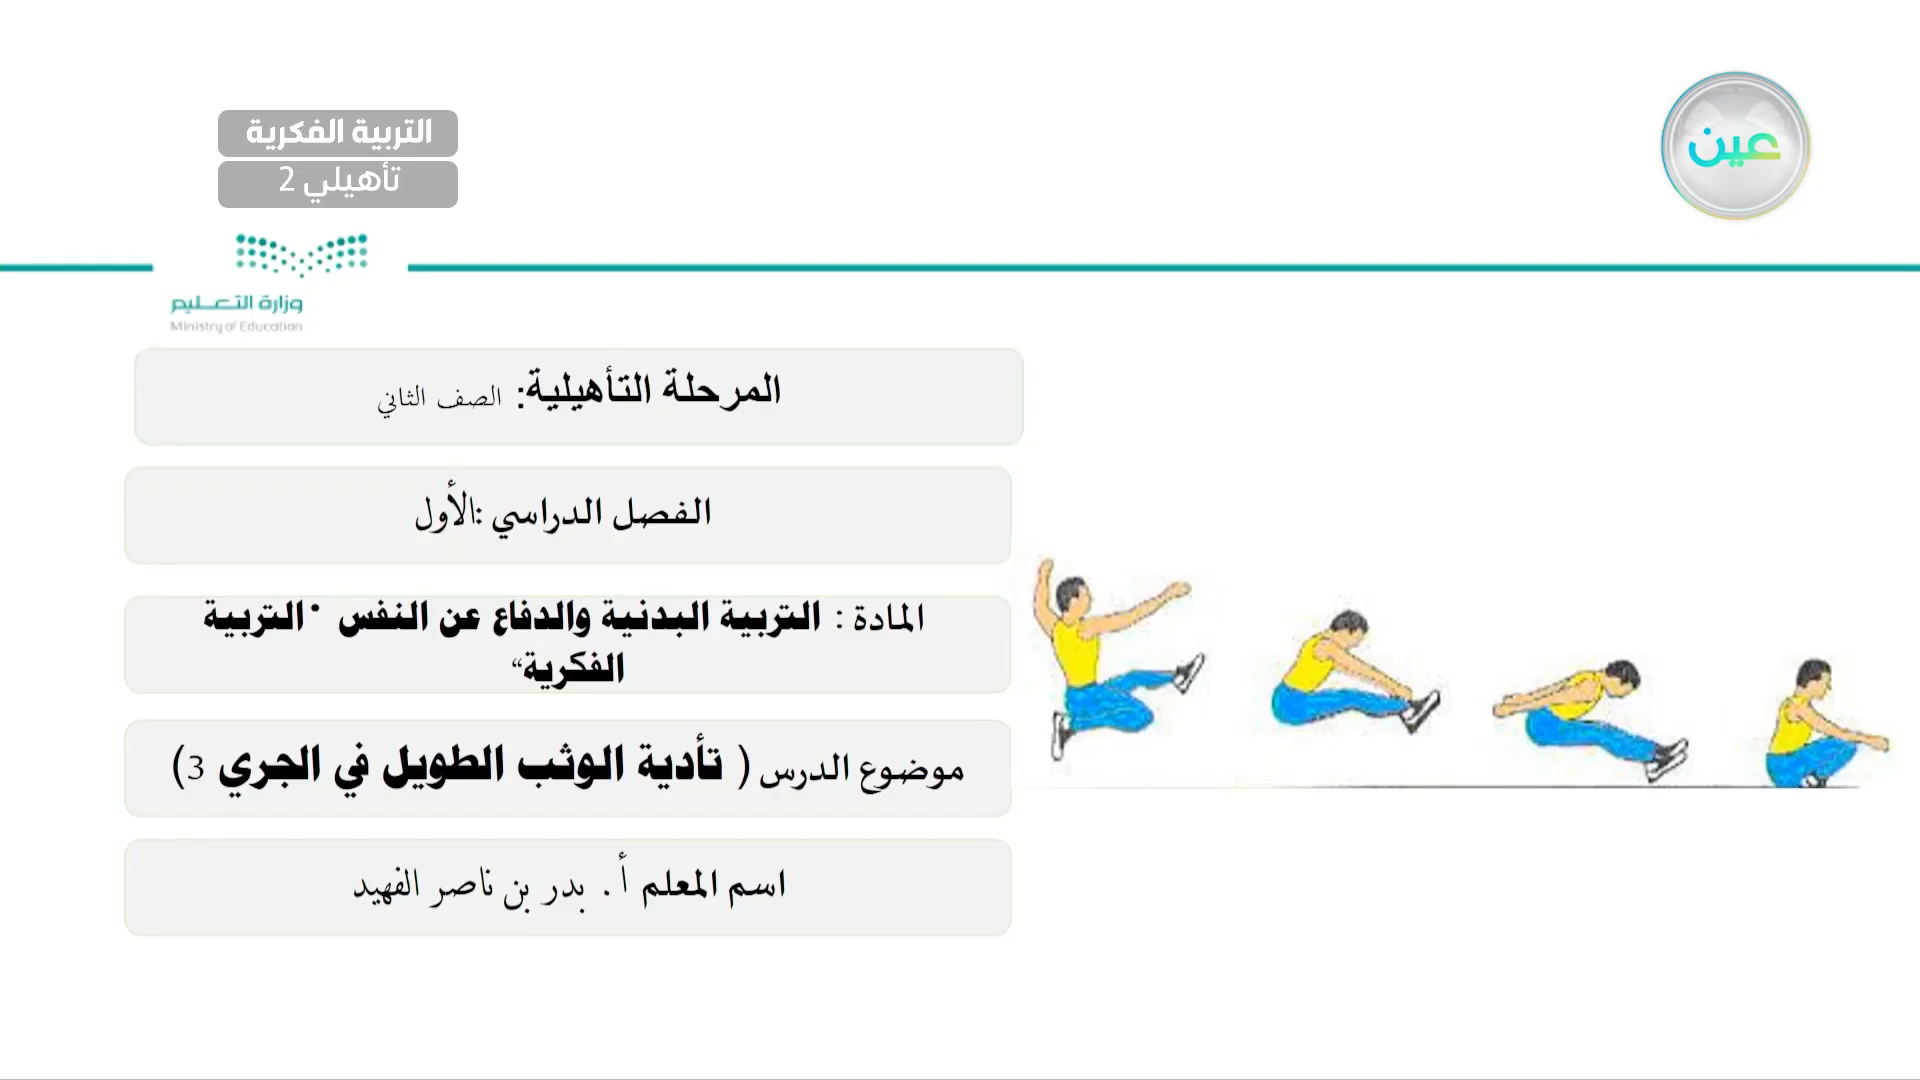 التربية الفكرية
تأهيلي 2
عين
وزارة التعليم
Ministry of Education
المرحلة التأهيلية: الصف الثاني
الفصل الدراسي :الأول
المادة : التربية البدنية والدفاع عن النفس "التربية
الفكرية“
موضوع الدرس ( تأدية الوثب الطويل في الجري 3)
اسم المعلم أ . بدر بن ناصر الفهيد